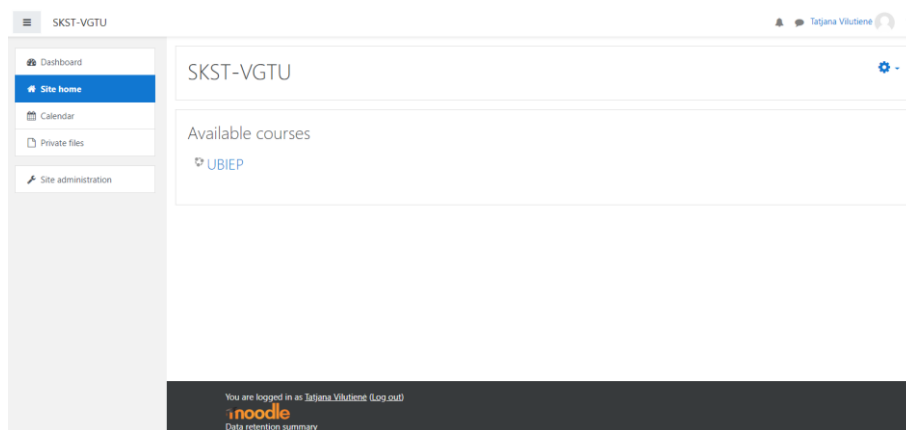 SKST-VGTU
Tatjana Vilutienė
Dashboard
Site home
Calendar
Private files
Site administration
SKST-VGTU
Available courses
UBIEP
You are logged in as Tatjana Vilutienė (Log out)
moodle
Data retention summary